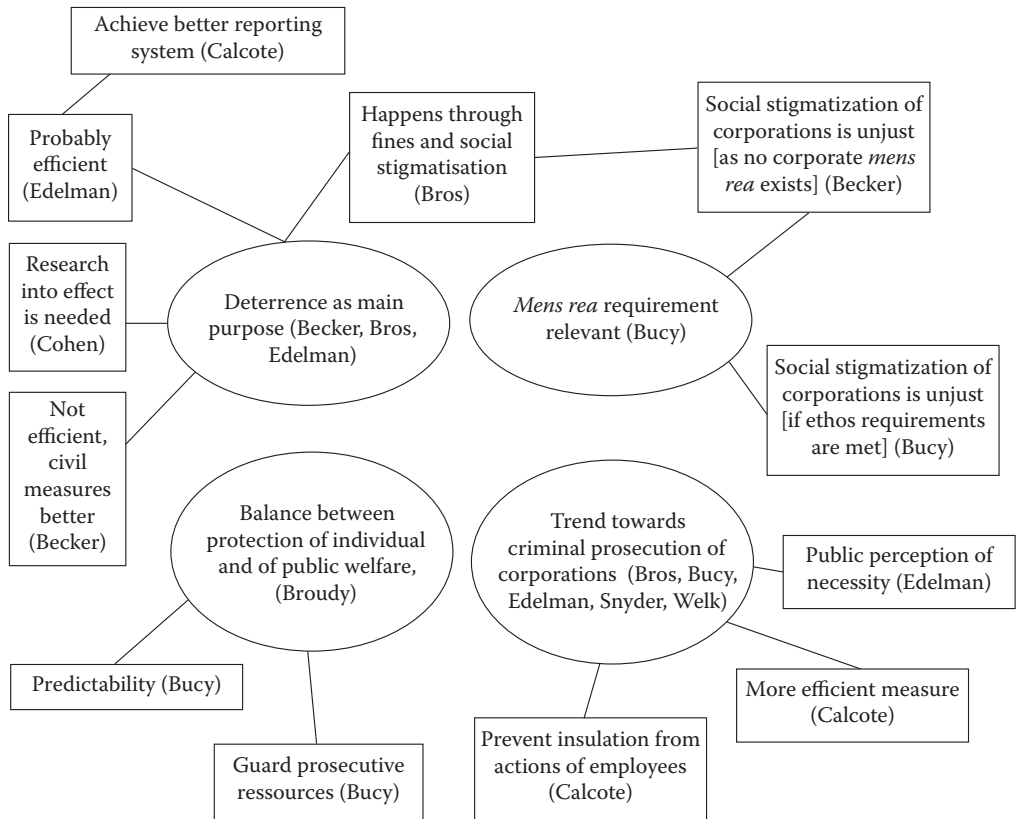 Achieve better reporting
system (Calcote)
Probably
efficient
(Edelman)
Happens through
fines and social
stigmatisation
(Bros)
Social stigmatization of
corporations is unjust
[as no corporate mens
rea exists] (Becker)
Research
into effect
is needed
(Cohen)
Deterrence as main
purpose (Becker, Bros,
Edelman)
Mens rea requirement
relevant (Bucy)
Not
efficient,
civil
measures
better
(Becker)
Social stigmatization of
corporations is unjust
[if ethos requirements
are met] (Bucy)
Balance between
protection of individual
and of public welfare,
(Broudy)
Trend towards
criminal prosecution of
corporations (Bros, Bucy,
Edelman, Snyder, Welk)
Public perception of
necessity (Edelman)
Predictability (Bucy)
More efficient measure
(Calcote)
Guard prosecutive
ressources (Bucy)
Prevent insulation from
actions of employees
(Calcote)